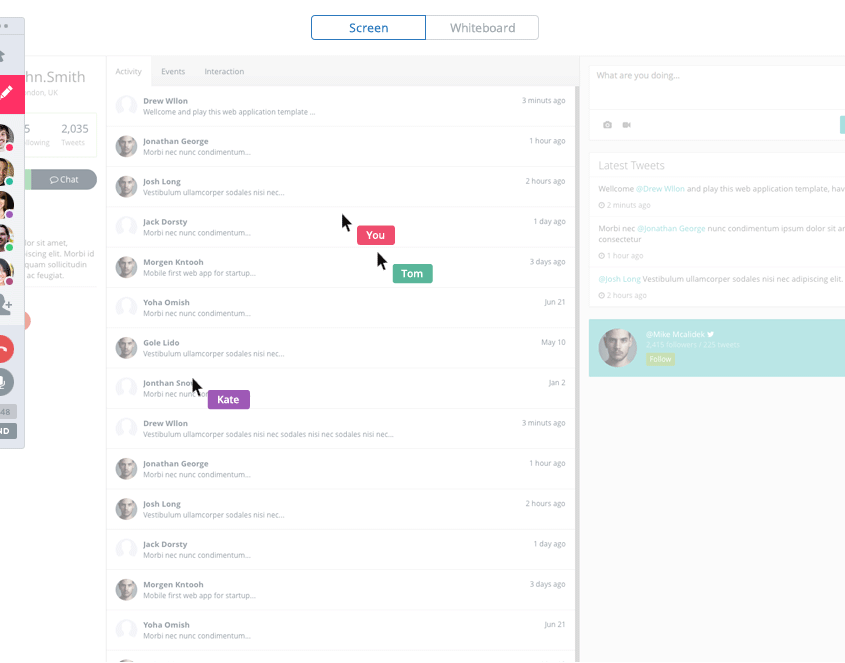 Screen Whiteboard
hn.Smith
ndon, UK
5 2,035
llowing Tweets
Chat
lor sit amet,
piscing elit. Morbi id
quam sollicitudin
ac feugiat.
48
ND
Activity Events Interaction
Drew Wllon 3 minuts ago
Wellcome and play this web application template ...
Jonathan George 1 hour ago
Morbi nec nunc condimentum...
Josh Long 2 hours ago
Vestibulum ullamcorper sodales nisi nec...
Jack Dorsty 1 day ago
Morbi nec nunc condimentum...
You
Morgen Kntooh 3 days ago
Mobile first web app for startup...
Tom
Yoha Omish Jun 21
Morbi nec nunc condimentum...
Gole Lido May 10
Vestibulum ullamcorper sodales nisi nec...
Jonthan Sno Jan 2
Morbi nec nunc con
Kate
Drew Wllon 3 minuts ago
Vestibulum ullamcorper sodales nisi nec sodales nisi nec sodales nisi nec...
Jonathan George 1 hour ago
Morbi nec nunc condimentum...
Josh Long 2 hours ago
Vestibulum ullamcorper sodales nisi nec...
Jack Dorsty 1 day ago
Morbi nec nunc condimentum...
Morgen Kntooh 3 days ago
Mobile first web app for startup...
Yoha Omish Jun 21
Morbi nec nunc condimentum...
What are you doing...
Latest Tweets
Wellcome @Drew Wllon and play this web application template, hav
2 minuts ago
Morbi nec @Jonathan George nunc condimentum ipsum dolor sit ar
consectetur
1 hour ago
@Josh Long Vestibulum ullamcorper sodales nisi nec adipiscing elit.
2 hours ago
@Mike Mcalidek
2,415 followers / 225 tweets
Follow